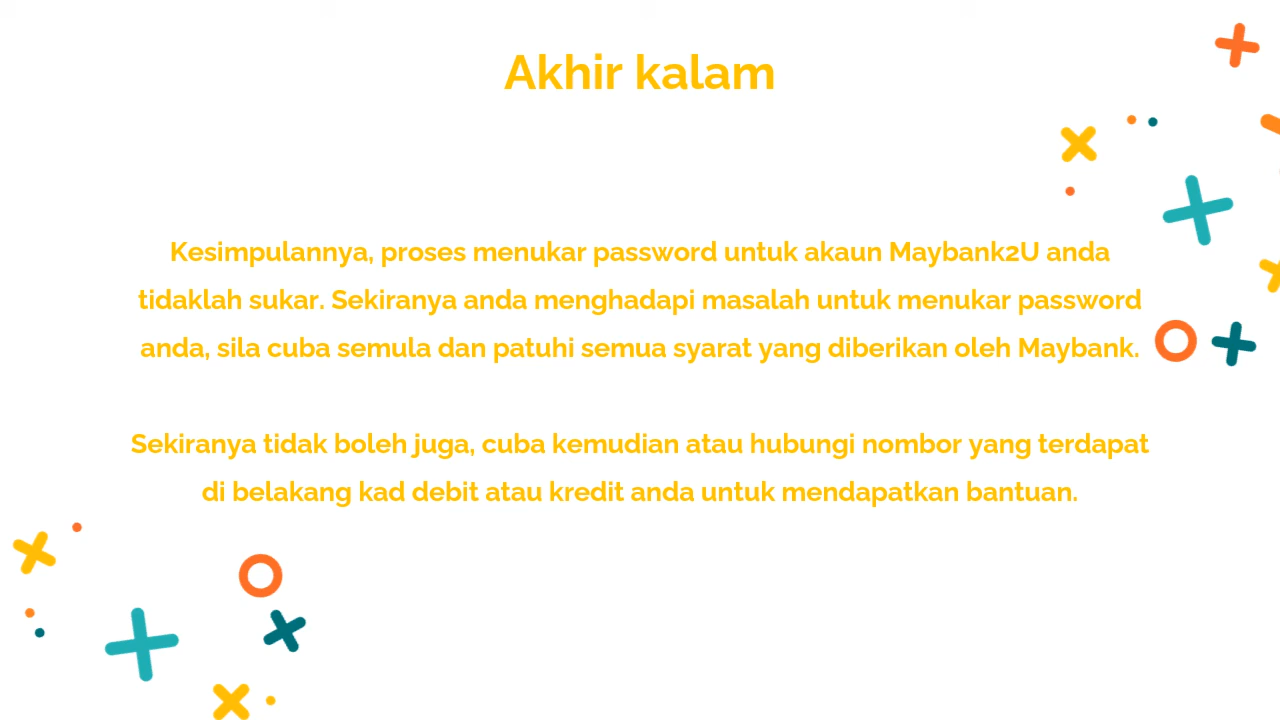 Akhir kalam
Kesimpulannya, proses menukar password untuk akaun Maybank2U anda
tidaklah sukar. Sekiranya anda menghadapi masalah untuk menukar password
anda, sila cuba semula dan patuhi semua syarat yang diberikan oleh Maybank.
Sekiranya tidak boleh juga, cuba kemudian atau hubungi nombor yang terdapat
di belakang kad debit atau kredit anda untuk mendapatkan bantuan.